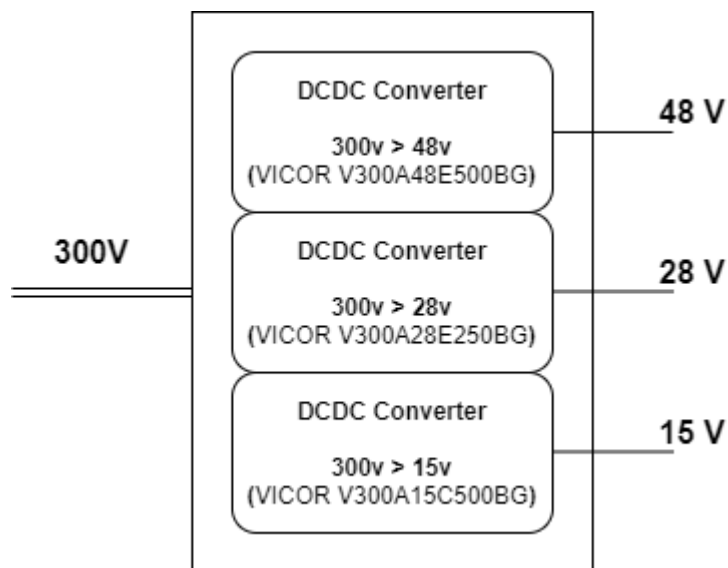 DCDC Converter
300v > 48v
(VICOR V300A48E500BG)
48 V
300V
DCDC Converter
300v > 28v
(VICOR V300A28E250BG)
28 V
DCDC Converter
300v > 15v
(VICOR V300A15C500BG)
15 V